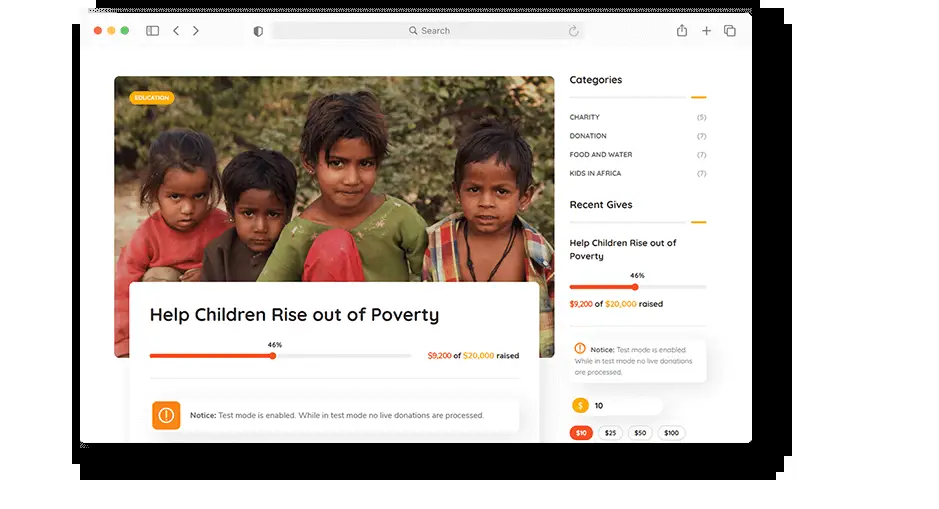 Search
EDUCATION
Help Children Rise out of Poverty
46%
$9,200 of $20,000 raised
Notice: Test mode is enabled. While in test mode no live donations are processed.
Categories
CHARITY (5)
DONATION (7)
FOOD AND WATER (7)
KIDS IN AFRICA (7)
Recent Gives
Help Children Rise out of
Poverty
46%
$9,200 of $20,000 raised
Notice: Test mode is enabled.
While in test mode no live donations
are processed.
$ 10
$10 $25 $50 $100